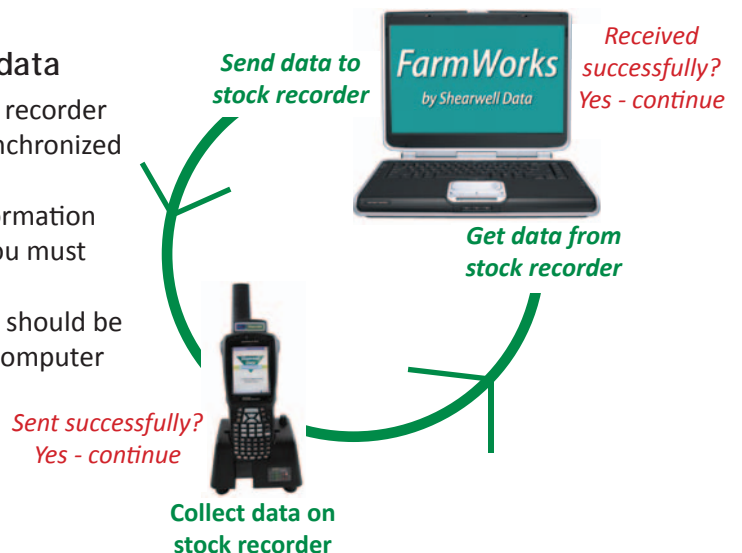 data
recorder
nchronized
ormation
ou must
should be
omputer
Send data to
stock recorder
FarmWorks
by Shearwell Data
Received
successfully?
Yes - continue
Get data from
stock recorder
Sent successfully?
Yes - continue
Collect data on
stock recorder